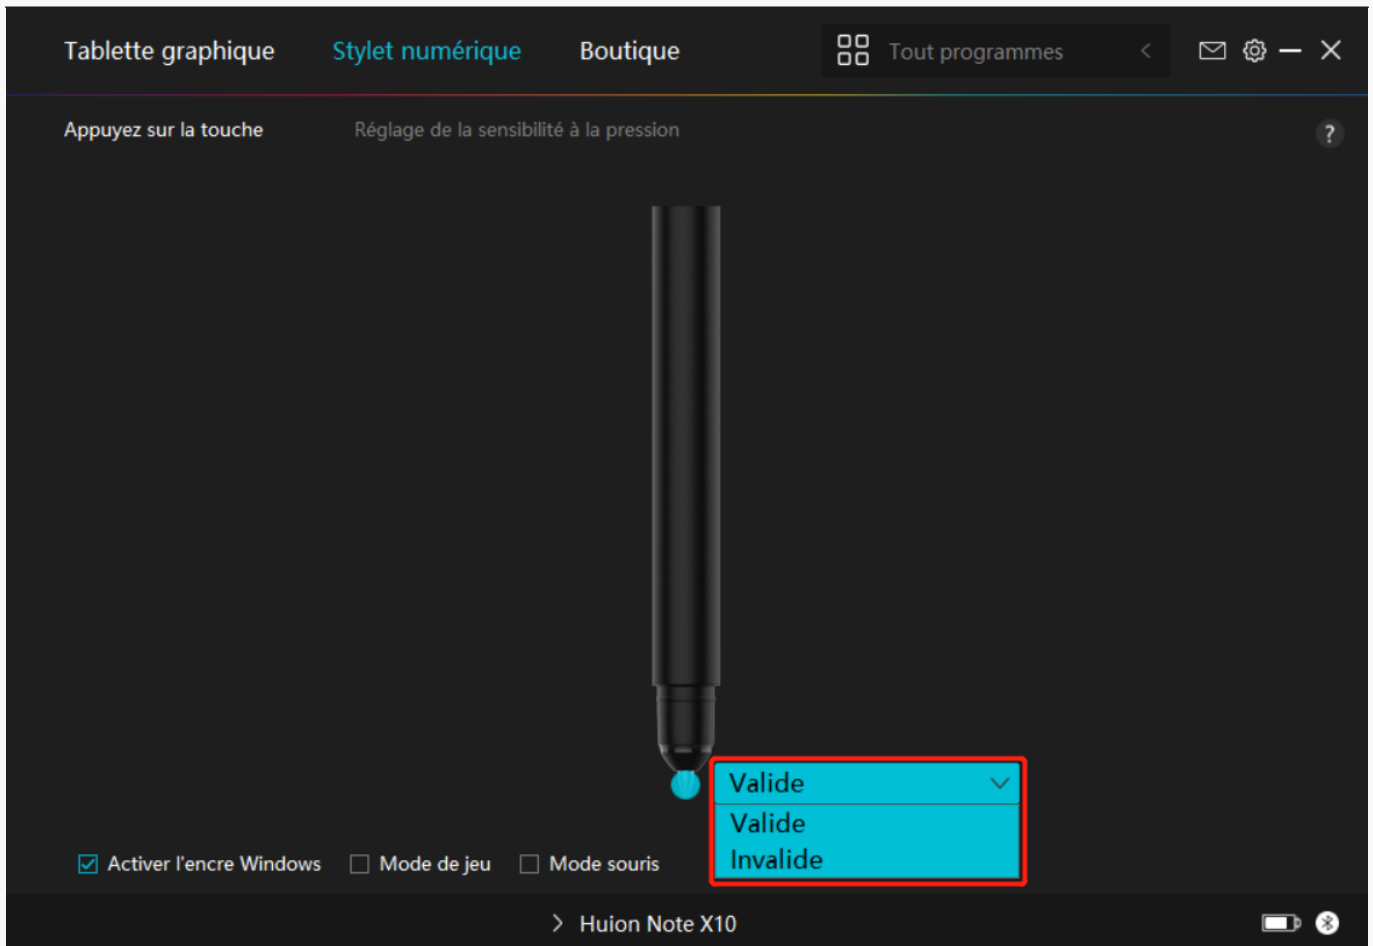 Tablette graphique Stylet numérique Boutique Tout programmes
Appuyez sur la touche Réglage de la sensibilité à la pression ?
Valide
Valide
Invalide
Activer l'encre Windows Mode de jeu Mode souris
Huion Note X10